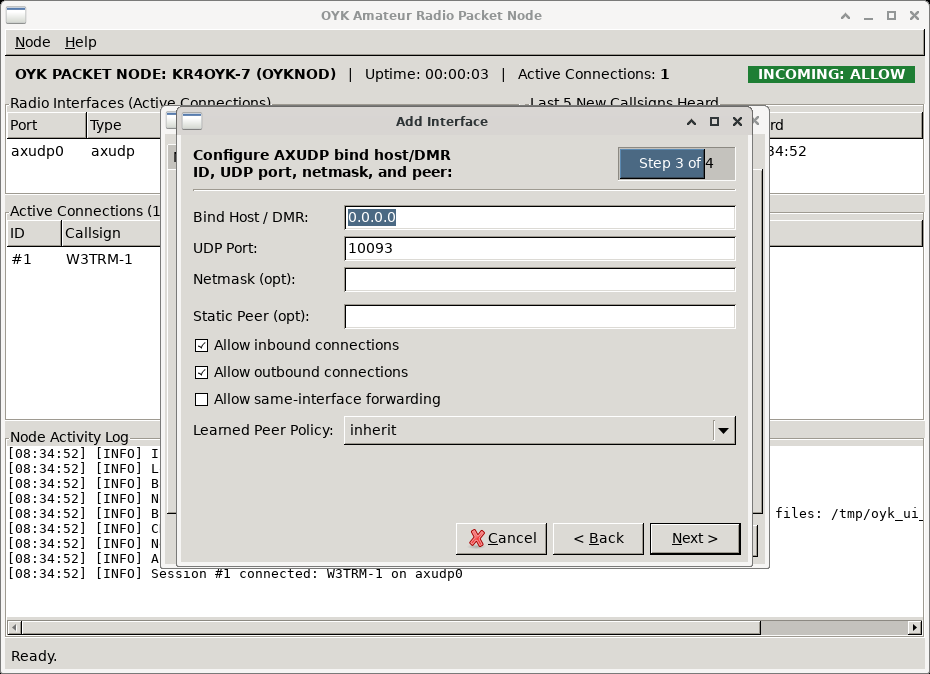 OYK Amateur Radio Packet Node
Node Help
OYK PACKET NODE: KR4OYK-7 (OYKNOD) | Uptime: 00:00:03 | Active Connections: 1 INCOMING: ALLOW
Radio Interfaces (Active Connections) Last 5 New Callsigns Heard
Port Type
axudp0 axudp
Active Connections (1
ID Callsign
#1 W3TRM-1
Add Interface
Configure AXUDP bind host/DMR
ID, UDP port, netmask, and peer:
Step 3 of 4
Bind Host / DMR: 0.0.0.0
UDP Port: 10093
Netmask (opt):
Static Peer (opt):
Allow inbound connections
Allow outbound connections
Allow same-interface forwarding
Learned Peer Policy: inherit
Cancel < Back Next >
Node Activity Log
[08:34:52] [INFO] I
[08:34:52] [INFO] L
[08:34:52] [INFO] B
[08:34:52] [INFO] N
[08:34:52] [INFO] B files: /tmp/oyk_ui_
[08:34:52] [INFO] C
[08:34:52] [INFO] N
[08:34:52] [INFO] A
[08:34:52] [INFO] Session #1 connected: W3TRM-1 on axudp0
Ready.